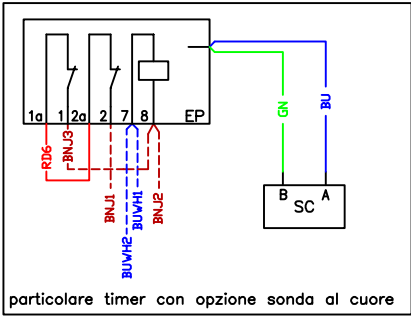 1a 1 2a 2 7 8 EP
RD6
BNJ3
BNJ1
BUWH2
BUWH1
BNJ2
GN
BU
B A
SC
particolare timer con opzione sonda al cuore